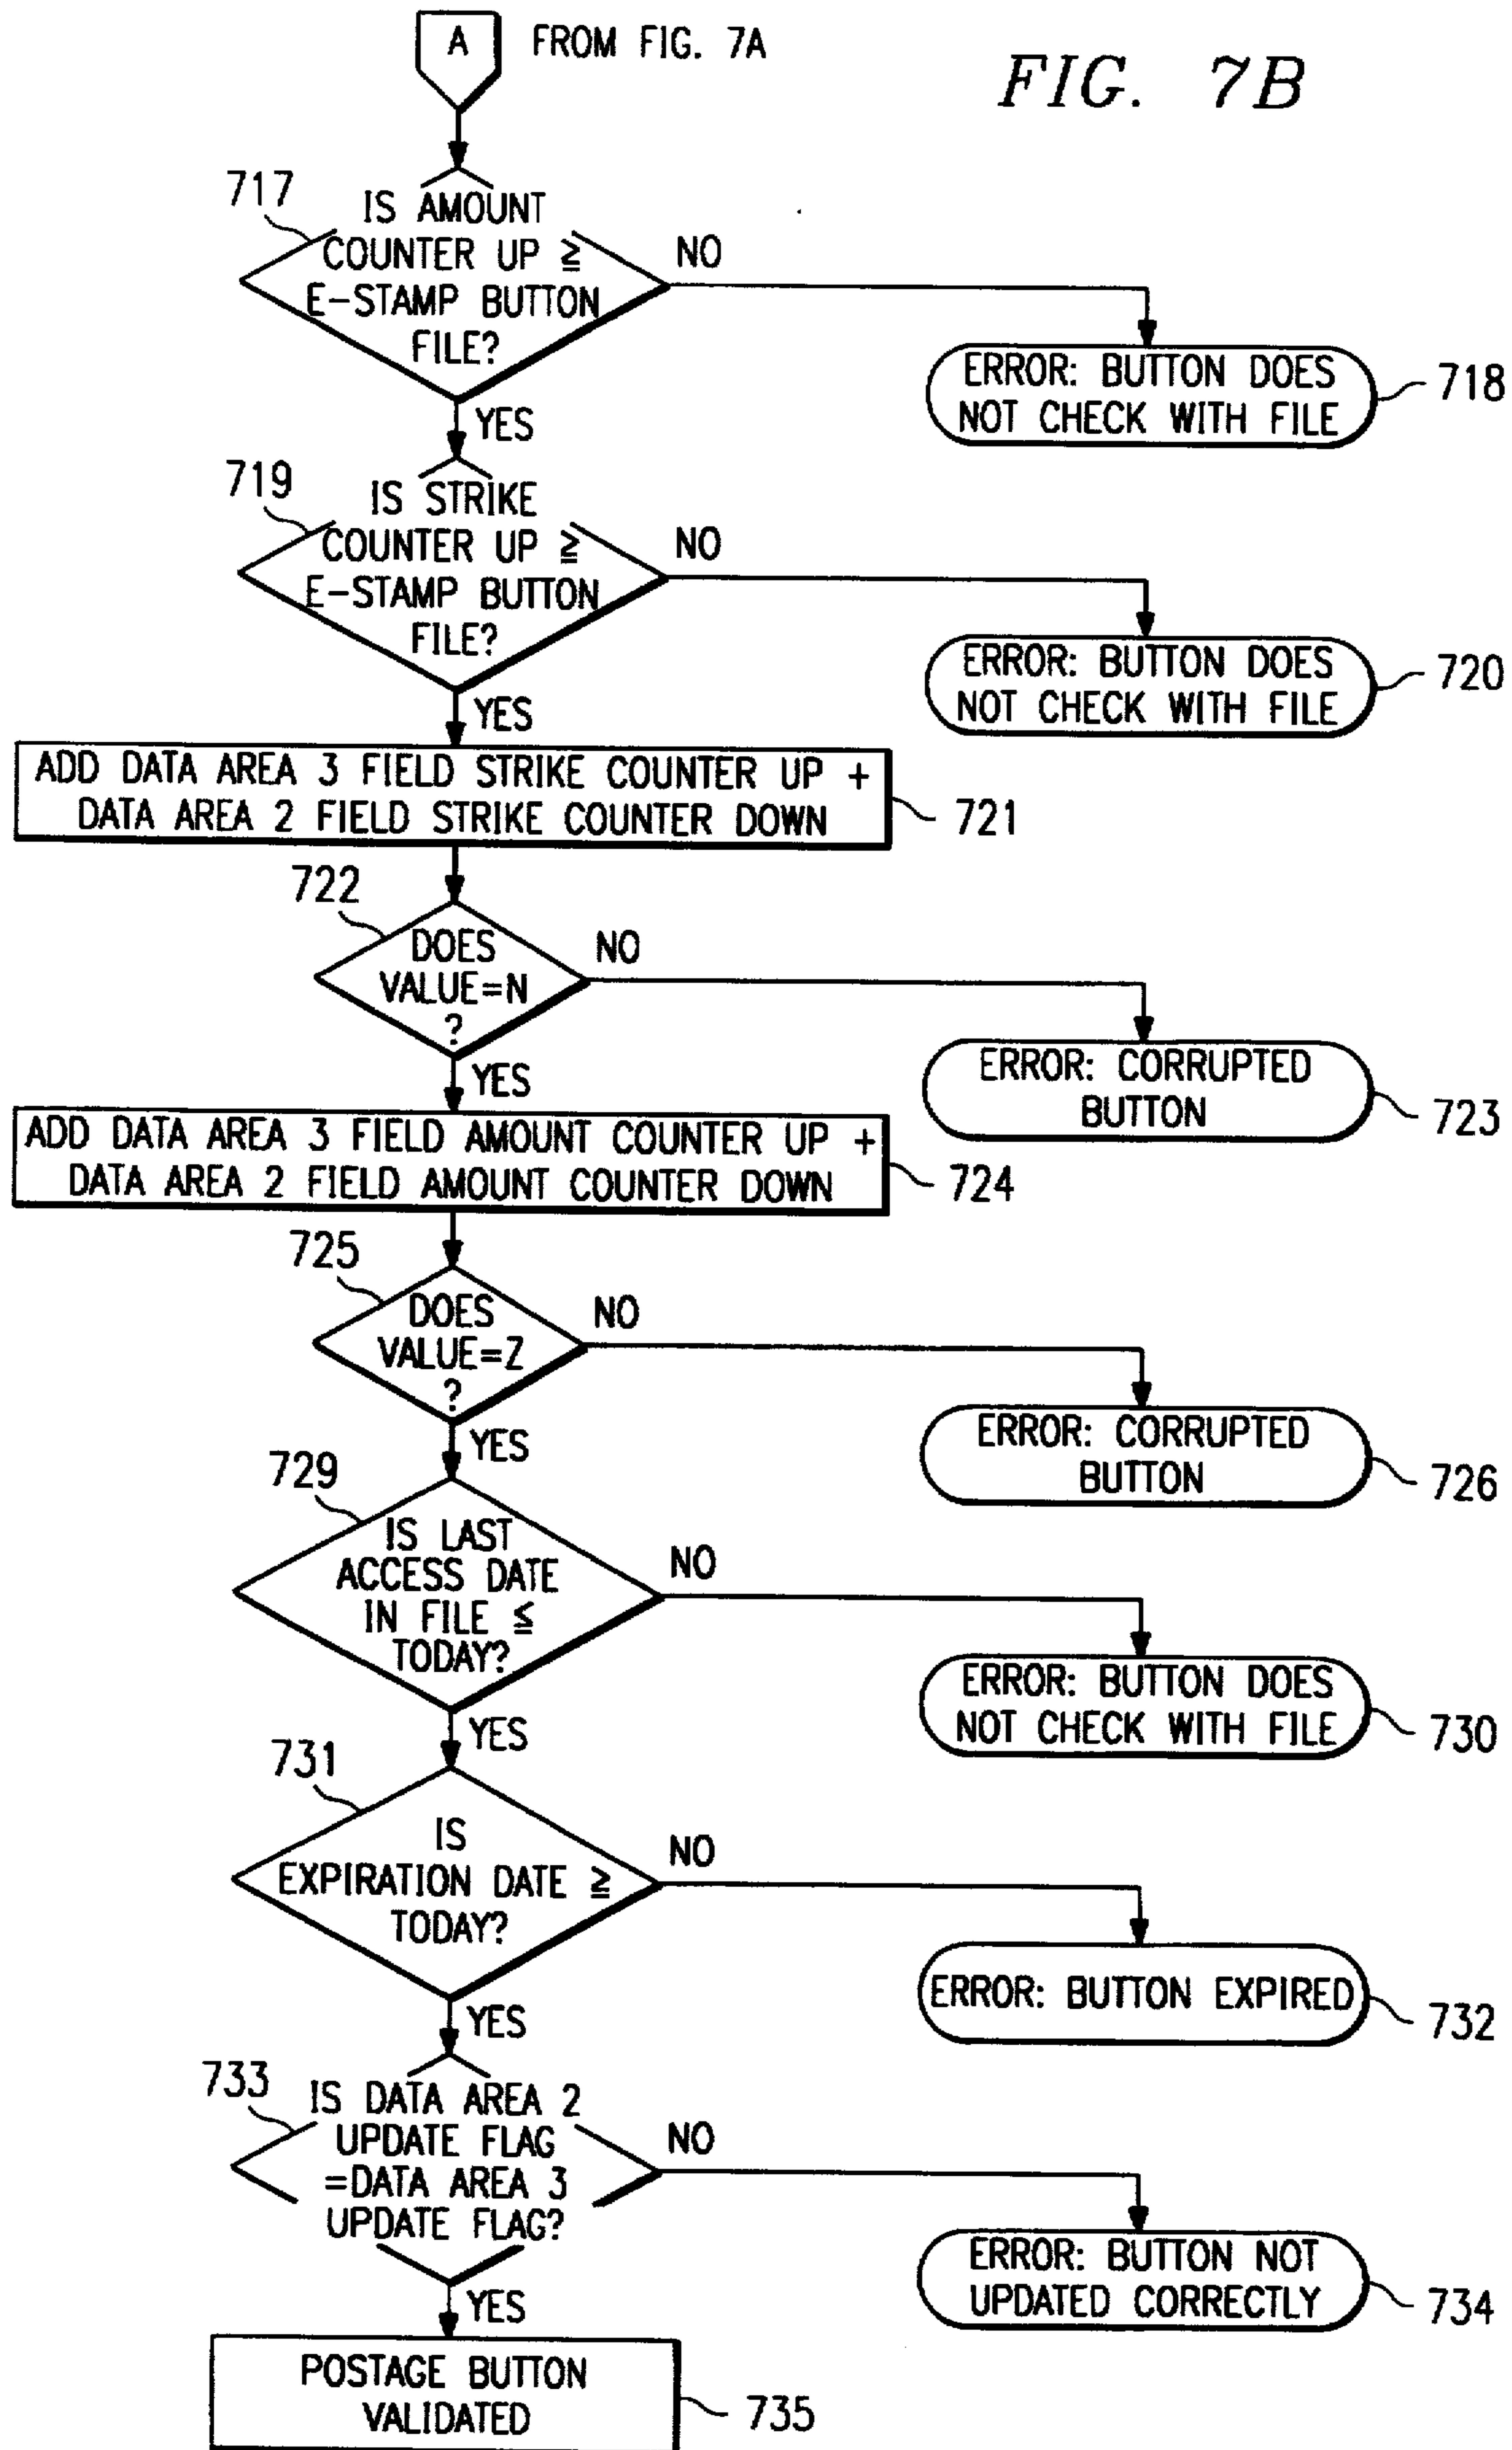 A FROM FIG. 7A
FIG. 7B
717
IS AMOUNT
COUNTER UP ≥
E-STAMP BUTTON
FILE?
NO
ERROR: BUTTON DOES
NOT CHECK WITH FILE
718
YES
719
IS STRIKE
COUNTER UP ≥
E-STAMP BUTTON
FILE?
NO
ERROR: BUTTON DOES
NOT CHECK WITH FILE
720
YES
ADD DATA AREA 3 FIELD STRIKE COUNTER UP +
DATA AREA 2 FIELD STRIKE COUNTER DOWN
721
722
DOES
VALUE=N
?
NO
ERROR: CORRUPTED
BUTTON
723
YES
ADD DATA AREA 3 FIELD AMOUNT COUNTER UP +
DATA AREA 2 FIELD AMOUNT COUNTER DOWN
724
725
DOES
VALUE=Z
?
NO
ERROR: CORRUPTED
BUTTON
726
YES
729
IS LAST
ACCESS DATE
IN FILE ≤
TODAY?
NO
ERROR: BUTTON DOES
NOT CHECK WITH FILE
730
YES
731
IS
EXPIRATION DATE ≥
TODAY?
NO
ERROR: BUTTON EXPIRED
732
YES
733
IS DATA AREA 2
UPDATE FLAG
=DATA AREA 3
UPDATE FLAG?
NO
ERROR: BUTTON NOT
UPDATED CORRECTLY
734
YES
POSTAGE BUTTON
VALIDATED
735